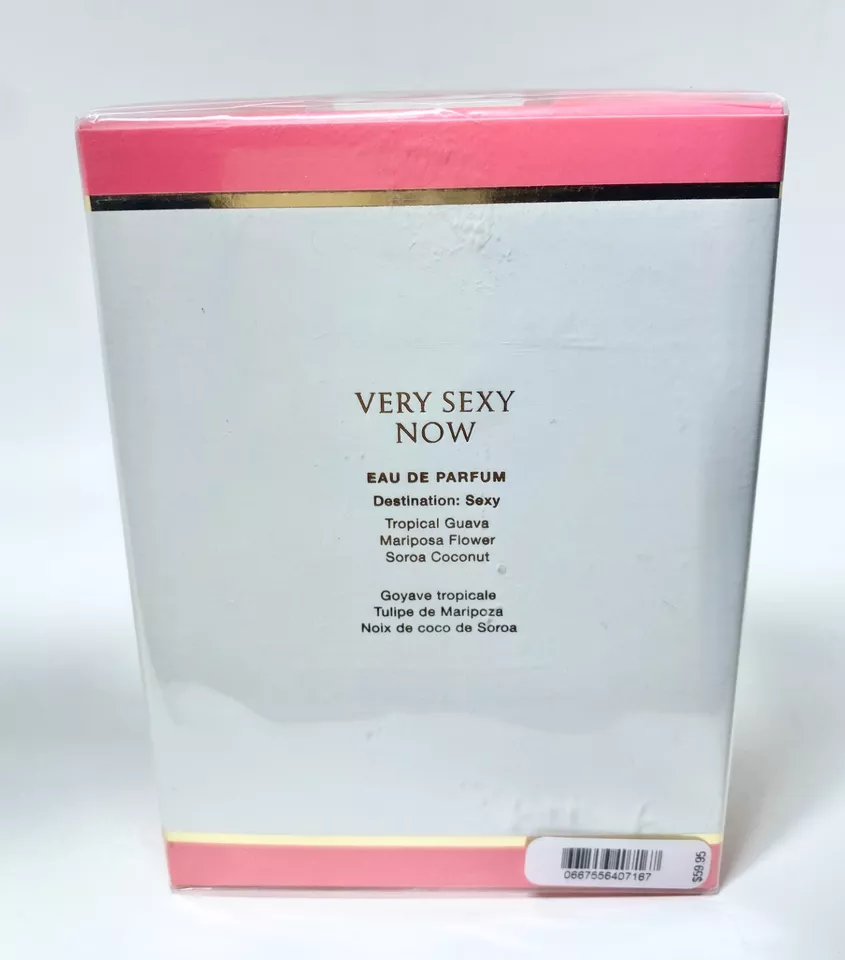 VERY SEXY
NOW
EAU DE PARFUM
Destination: Sexy
Tropical Guava
Mariposa Flower
Soroa Coconut
Goyave tropicale
Tulipe de Maripoza
Noix de coco de Soroa
0667556407167
$59.95